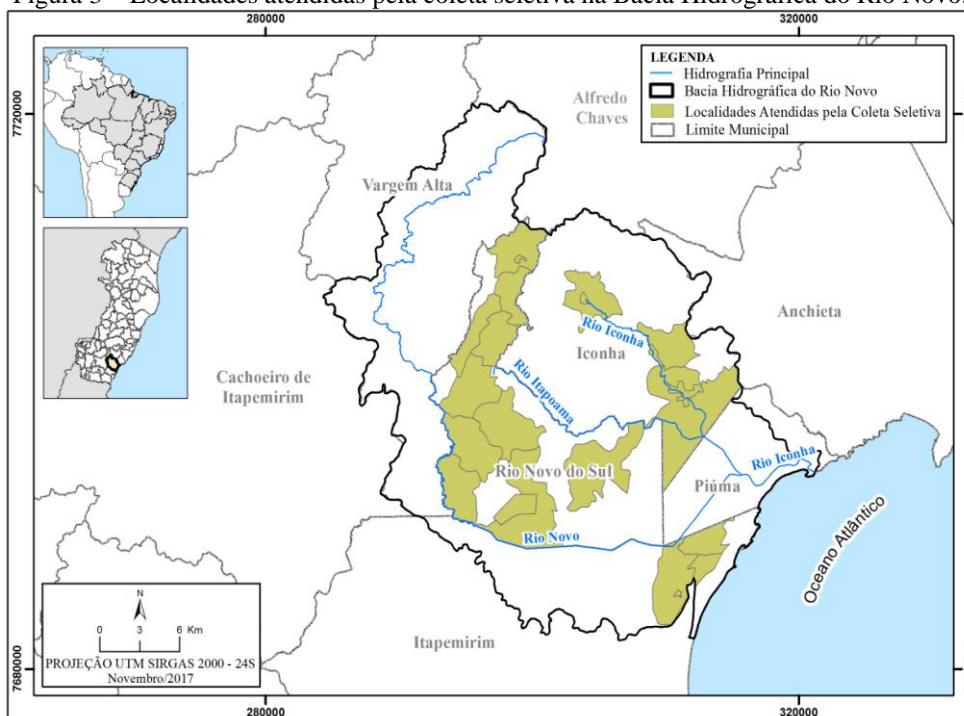 Figura 3 – Localidades atendidas pela coleta seletiva na Bacia Hidrográfica do Rio Novo.
280000
320000
LEGENDA
Hidrografia Principal
Bacia Hidrográfica do Rio Novo
Localidades Atendidas pela Coleta Seletiva
Limite Municipal
7720000
Alfredo
Chaves
Vargem Alta
Anchieta
Rio Iconha
Iconha
Cachoeiro de
Itapemirim
Rio Itapoama
Rio Iconha
Rio Novo do Sul
Piúma
Rio Novo
Oceano Atlântico
Itapemirim
N
0 3 6 Km
PROJEÇÃO UTM SIRGAS 2000 - 24S
Novembro/2017
7680000
280000
320000